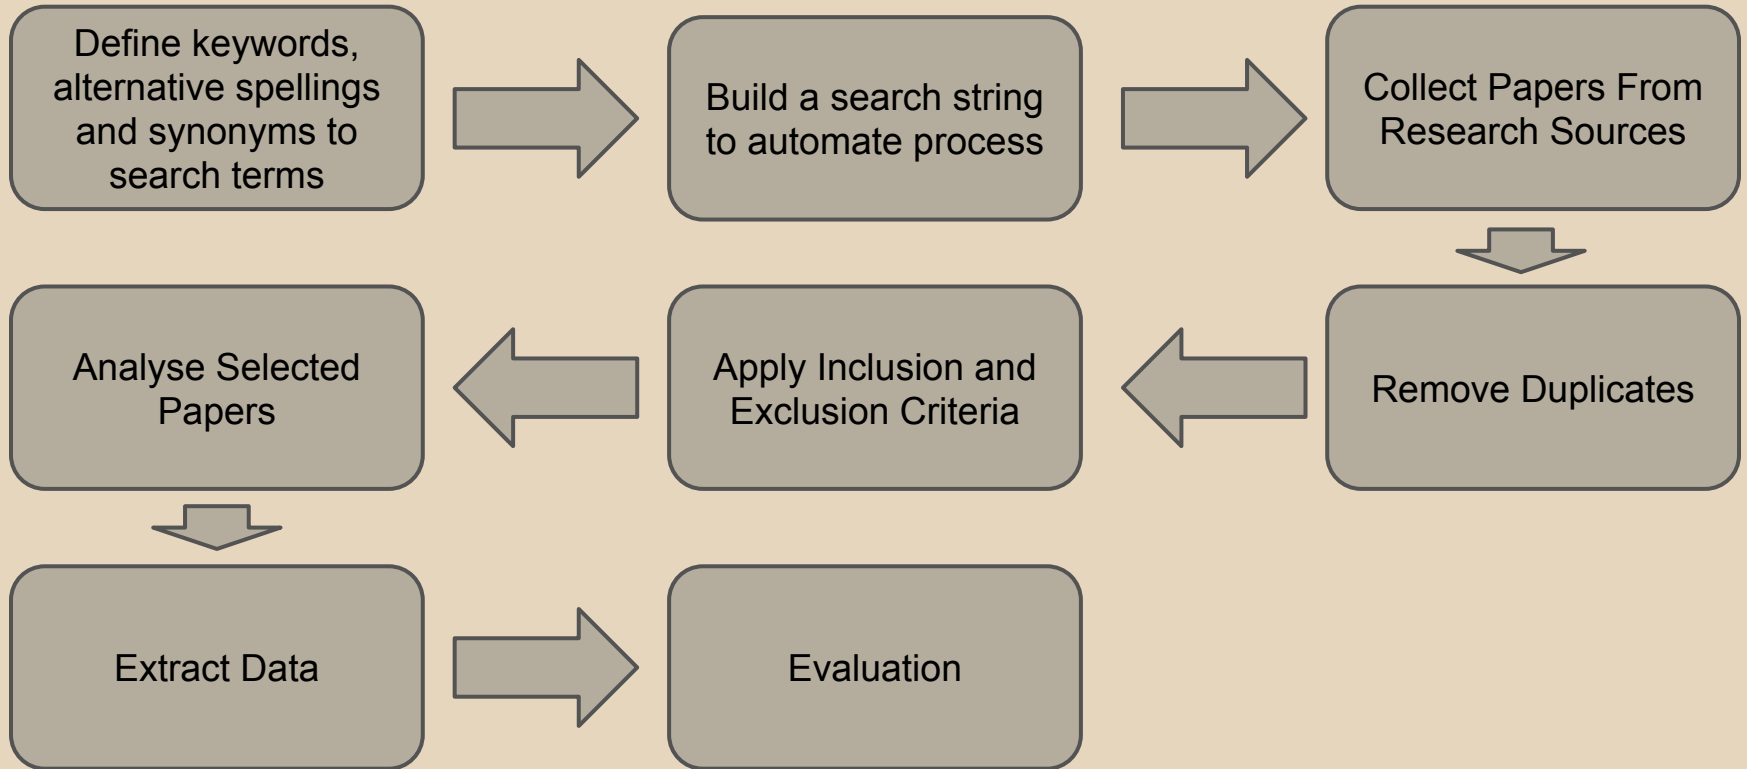 Define keywords,
alternative spellings
and synonyms to
search terms
Build a search string
to automate process
Collect Papers From
Research Sources
Remove Duplicates
Apply Inclusion and
Exclusion Criteria
Analyse Selected
Papers
Extract Data
Evaluation